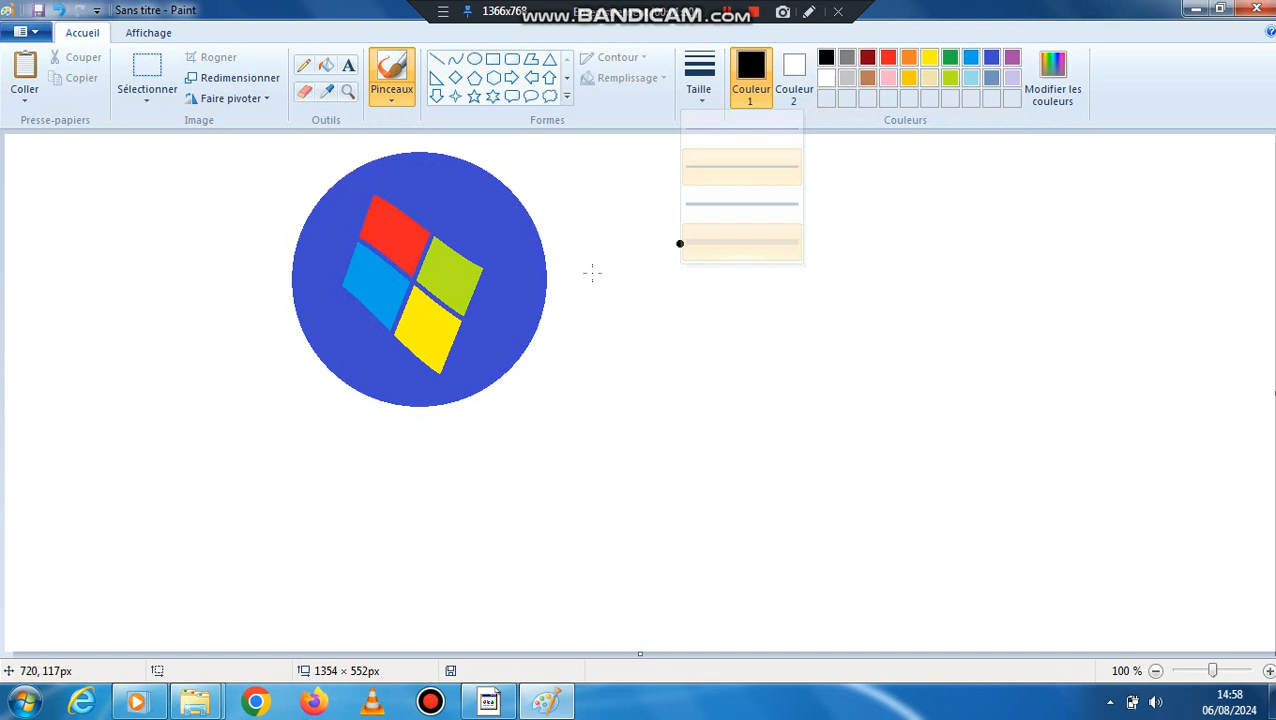 Sans titre - Paint
1366x768
www.BANDICAM.com
Accueil
Affichage
Coller
Couper
Copier
Presse-papiers
Sélectionner
Rogner
Redimensionner
Faire pivoter
Image
Outils
Pinceaux
Formes
Contour
Remplissage
Taille
Couleur
1
Couleur
2
Modifier les
couleurs
Couleurs
720, 117px
1354 × 552px
100 %
14:58
06/08/2024